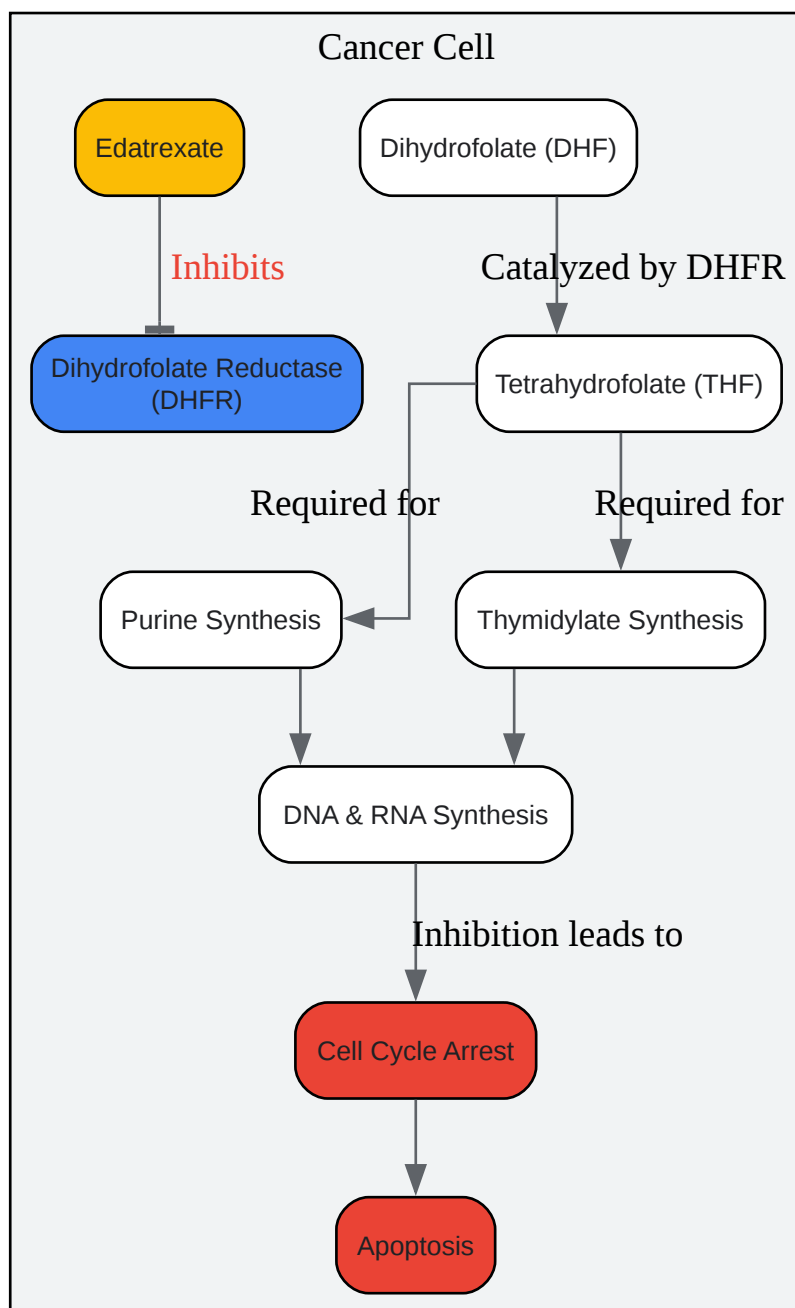 Cancer Cell
Edatrexate
Dihydrofolate (DHF)
Inhibits
Catalyzed by DHFR
Dihydrofolate Reductase
(DHFR)
Tetrahydrofolate (THF)
Required for
Required for
Purine Synthesis
Thymidylate Synthesis
DNA & RNA Synthesis
Inhibition leads to
Cell Cycle Arrest
Apoptosis